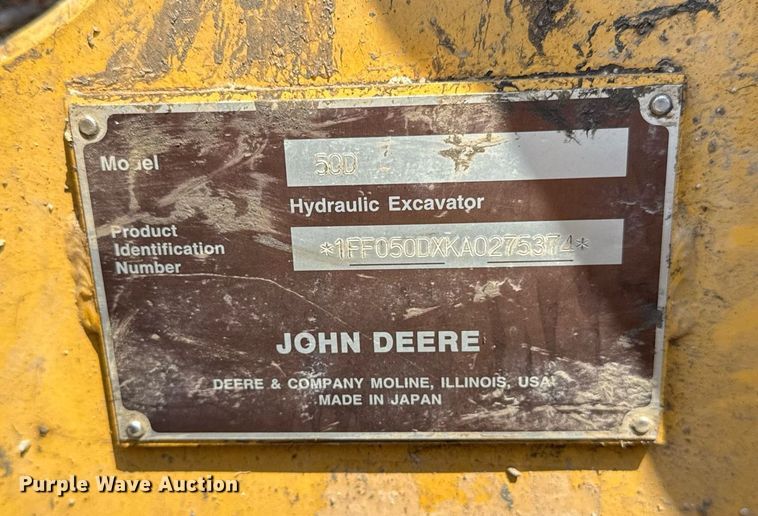 Model 50D
Hydraulic Excavator
Product
Identification
Number
*1FF050DXKA0275374*
JOHN DEERE
DEERE & COMPANY MOLINE, ILLINOIS, USA
MADE IN JAPAN
Purple Wave Auction